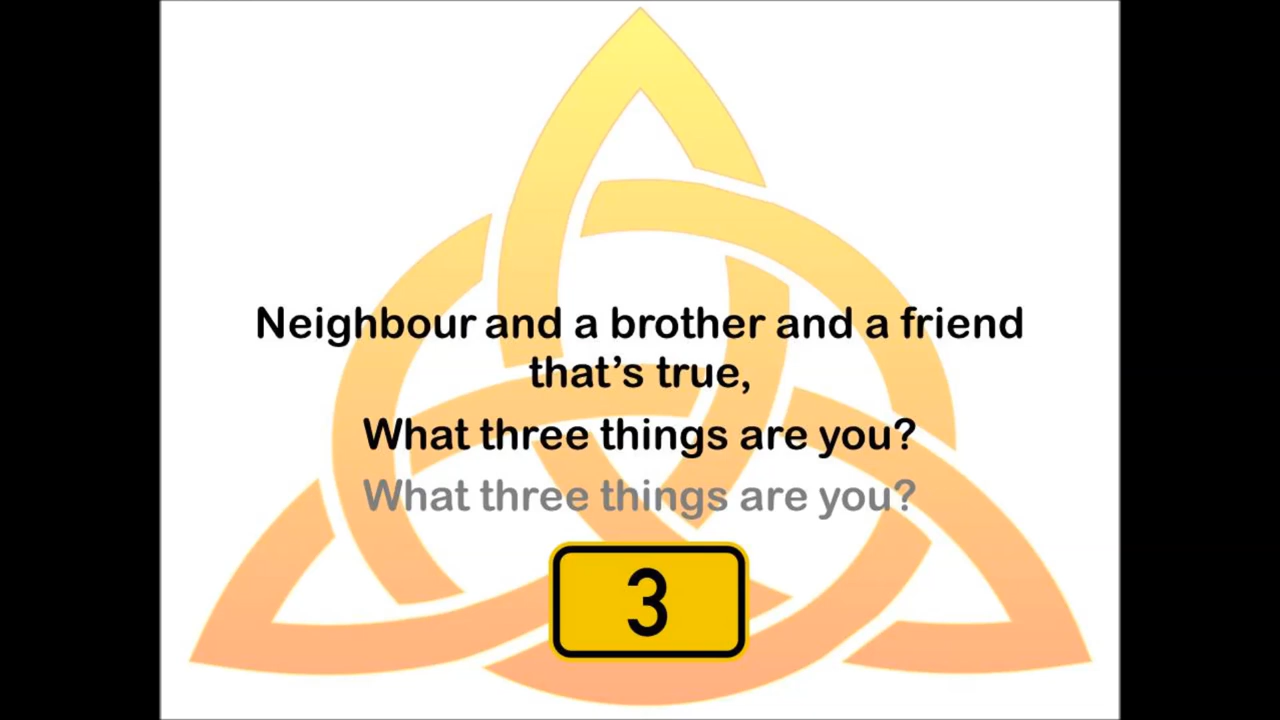 Neighbour and a brother and a friend
that's true,
What three things are you?
What three things are you?
3